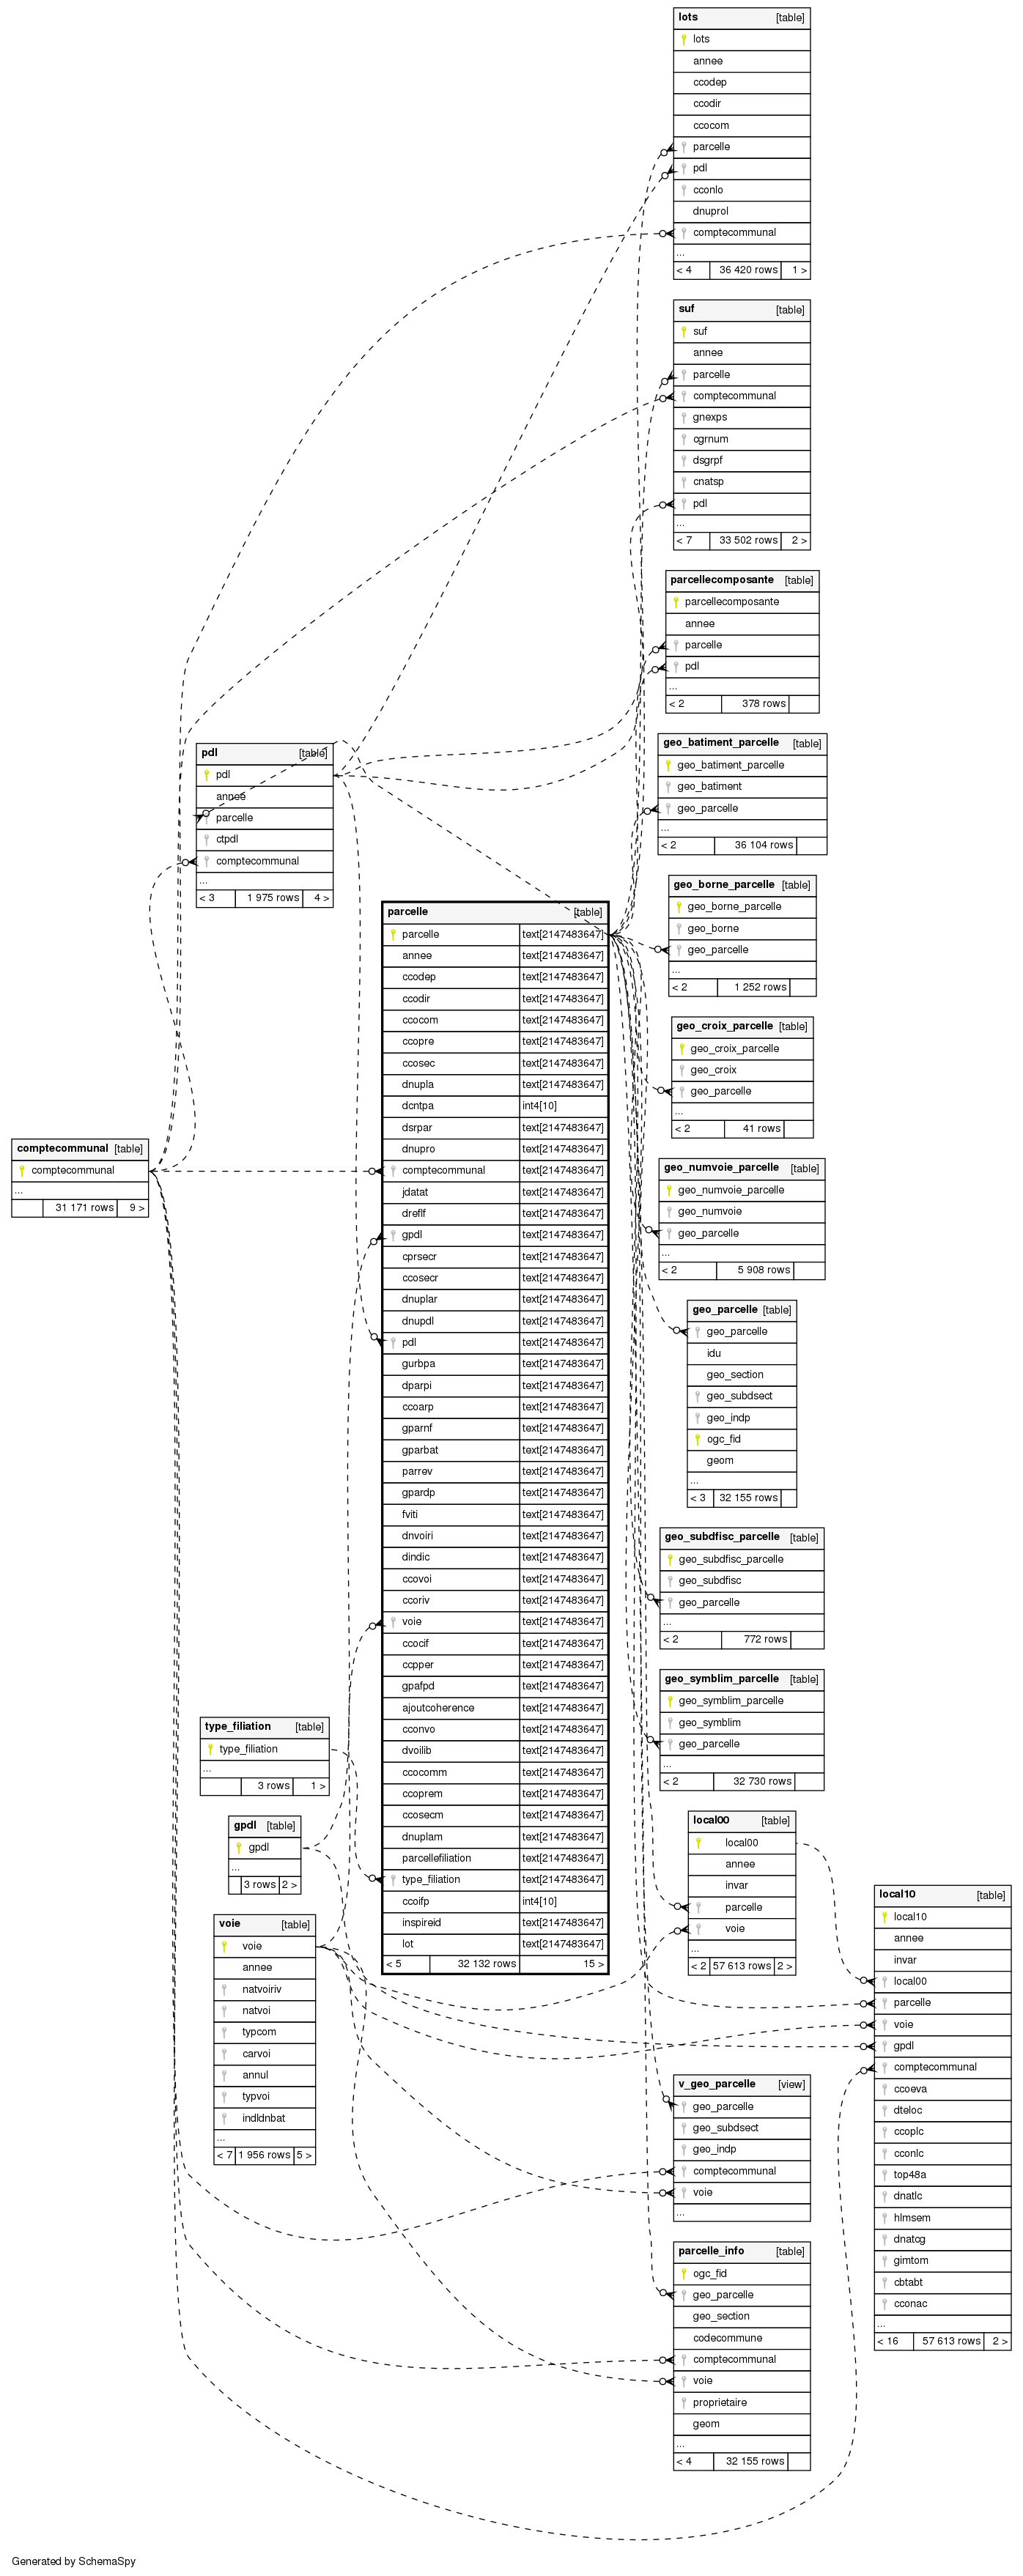 lots [table]
lots
annee
ccodep
ccodir
ccocom
parcelle
pdl
cconlo
dnuprol
comptecommunal
...
< 4 36 420 rows 1 >
suf [table]
suf
annee
parcelle
comptecommunal
gnexps
cgrnum
dsgrpf
cnatsp
pdl
...
< 7 33 502 rows 2 >
parcellecomposante [table]
parcellecomposante
annee
parcelle
pdl
...
< 2 378 rows
geo_batiment_parcelle [table]
geo_batiment_parcelle
geo_batiment
geo_parcelle
...
< 2 36 104 rows
pdl [table]
pdl
annee
parcelle
ctpdl
comptecommunal
...
< 3 1 975 rows 4 >
geo_borne_parcelle [table]
geo_borne_parcelle
geo_borne
geo_parcelle
...
< 2 1 252 rows
geo_croix_parcelle [table]
geo_croix_parcelle
geo_croix
geo_parcelle
...
< 2 41 rows
comptecommunal [table]
comptecommunal
...
31 171 rows 9 >
parcelle [table]
parcelle text[2147483647]
annee text[2147483647]
ccodep text[2147483647]
ccodir text[2147483647]
ccocom text[2147483647]
ccopre text[2147483647]
ccosec text[2147483647]
dnupla text[2147483647]
dcntpa int4[10]
dsrpar text[2147483647]
dnupro text[2147483647]
comptecommunal text[2147483647]
jdatat text[2147483647]
dreflf text[2147483647]
gpdl text[2147483647]
cprsecr text[2147483647]
ccosecr text[2147483647]
dnuplar text[2147483647]
dnupdl text[2147483647]
pdl text[2147483647]
gurbpa text[2147483647]
dparpi text[2147483647]
ccoarp text[2147483647]
gparnf text[2147483647]
gparbat text[2147483647]
parrev text[2147483647]
gpardp text[2147483647]
fviti text[2147483647]
dnvoiri text[2147483647]
dindic text[2147483647]
ccovoi text[2147483647]
ccoriv text[2147483647]
voie text[2147483647]
ccocif text[2147483647]
ccpper text[2147483647]
gpafpd text[2147483647]
ajoutcoherence text[2147483647]
cconvo text[2147483647]
dvoilib text[2147483647]
ccocomm text[2147483647]
ccoprem text[2147483647]
ccosecm text[2147483647]
dnuplam text[2147483647]
parcellefiliation text[2147483647]
type_filiation text[2147483647]
ccoifp int4[10]
inspireid text[2147483647]
lot text[2147483647]
< 5 32 132 rows 15 >
geo_numvoie_parcelle [table]
geo_numvoie_parcelle
geo_numvoie
geo_parcelle
...
< 2 5 908 rows
geo_parcelle [table]
geo_parcelle
idu
geo_section
geo_subdsect
geo_indp
ogc_fid
geom
...
< 3 32 155 rows
geo_subdfisc_parcelle [table]
geo_subdfisc_parcelle
geo_subdfisc
geo_parcelle
...
< 2 772 rows
geo_symblim_parcelle [table]
geo_symblim_parcelle
geo_symblim
geo_parcelle
...
< 2 32 730 rows
type_filiation [table]
type_filiation
...
3 rows 1 >
gpdl [table]
gpdl
...
3 rows 2 >
voie [table]
voie
annee
natvoiriv
natvoi
typcom
carvoi
annul
typvoi
indldnbat
...
< 7 1 956 rows 5 >
local00 [table]
local00
annee
invar
parcelle
voie
...
< 2 57 613 rows 2 >
local10 [table]
local10
annee
invar
local00
parcelle
voie
gpdl
comptecommunal
ccoeva
dteloc
ccoplc
cconlc
top48a
dnatlc
hlmsem
dnatcg
gimtom
cbtabt
cconac
...
< 16 57 613 rows 2 >
v_geo_parcelle [view]
geo_parcelle
geo_subdsect
geo_indp
comptecommunal
voie
...
parcelle_info [table]
ogc_fid
geo_parcelle
geo_section
codecommune
comptecommunal
voie
proprietaire
geom
...
< 4 32 155 rows
Generated by SchemaSpy